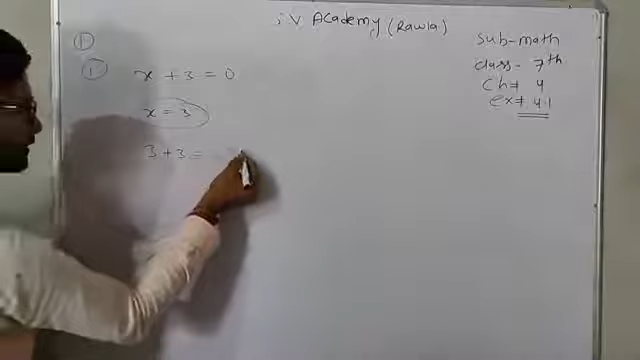 J.V Academy (Rawla)
Sub-math
class- 7th
Ch# 4
ex# 4.1
①
① x + 3 = 0
x = 3
3 + 3 =